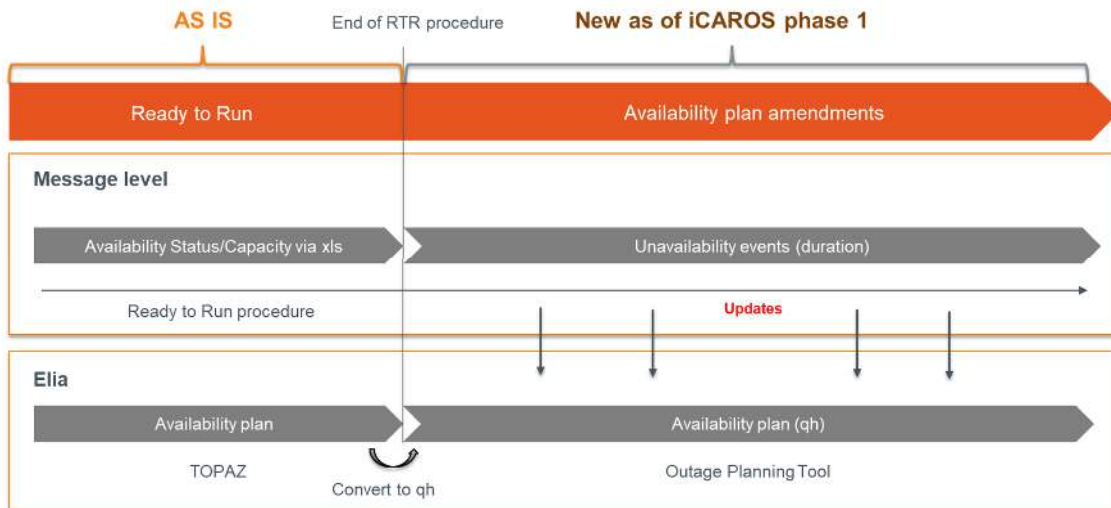 AS IS
End of RTR procedure
New as of iCAROS phase 1
Ready to Run
Availability plan amendments
Message level
Availability Status/Capacity via xls
Unavailability events (duration)
Ready to Run procedure
Updates
Elia
Availability plan
Availability plan (qh)
TOPAZ
Outage Planning Tool
Convert to qh